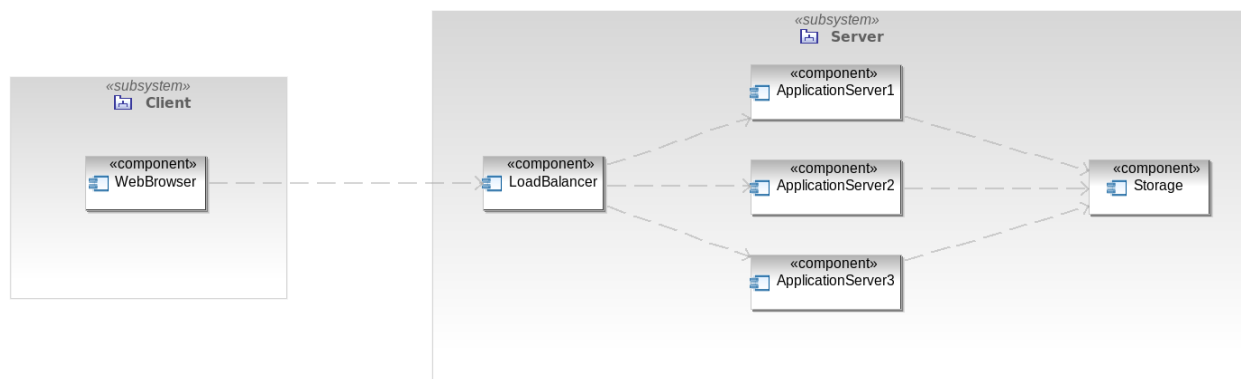 «subsystem»
Client
«component»
WebBrowser
«subsystem»
Server
«component»
LoadBalancer
«component»
ApplicationServer1
«component»
ApplicationServer2
«component»
ApplicationServer3
«component»
Storage